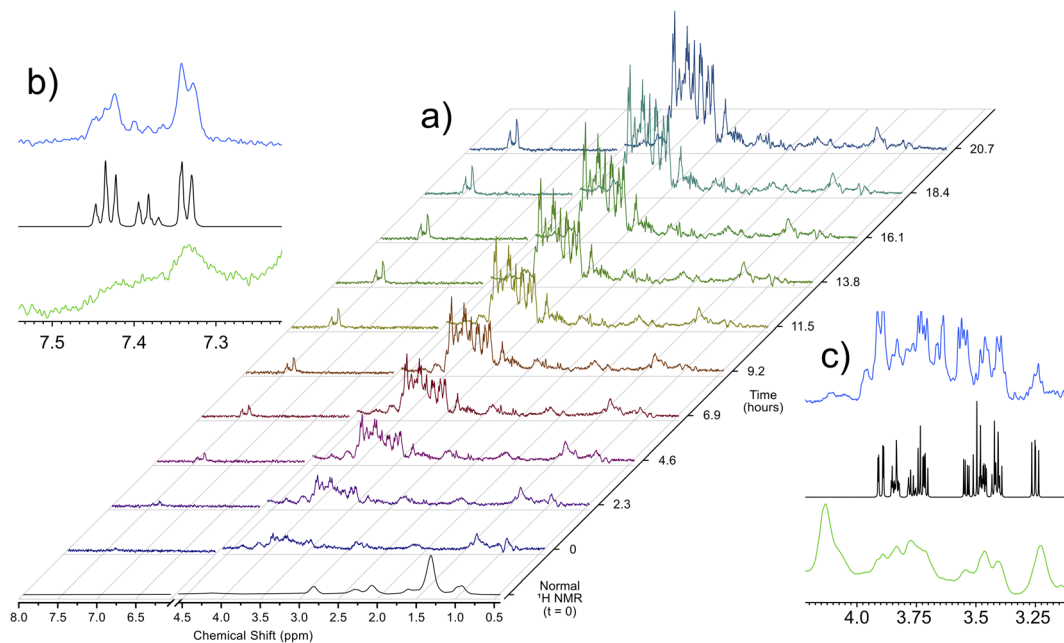 b)
7.5 7.4 7.3
a)
20.7
18.4
16.1
13.8
11.5
9.2
6.9
4.6
2.3
0
Time
(hours)
Normal
¹H NMR
(t = 0)
8.0 7.0 6.0 4.5 4.0 3.5 3.0 2.5 2.0 1.5 1.0 0.5
Chemical Shift (ppm)
c)
4.0 3.75 3.5 3.25